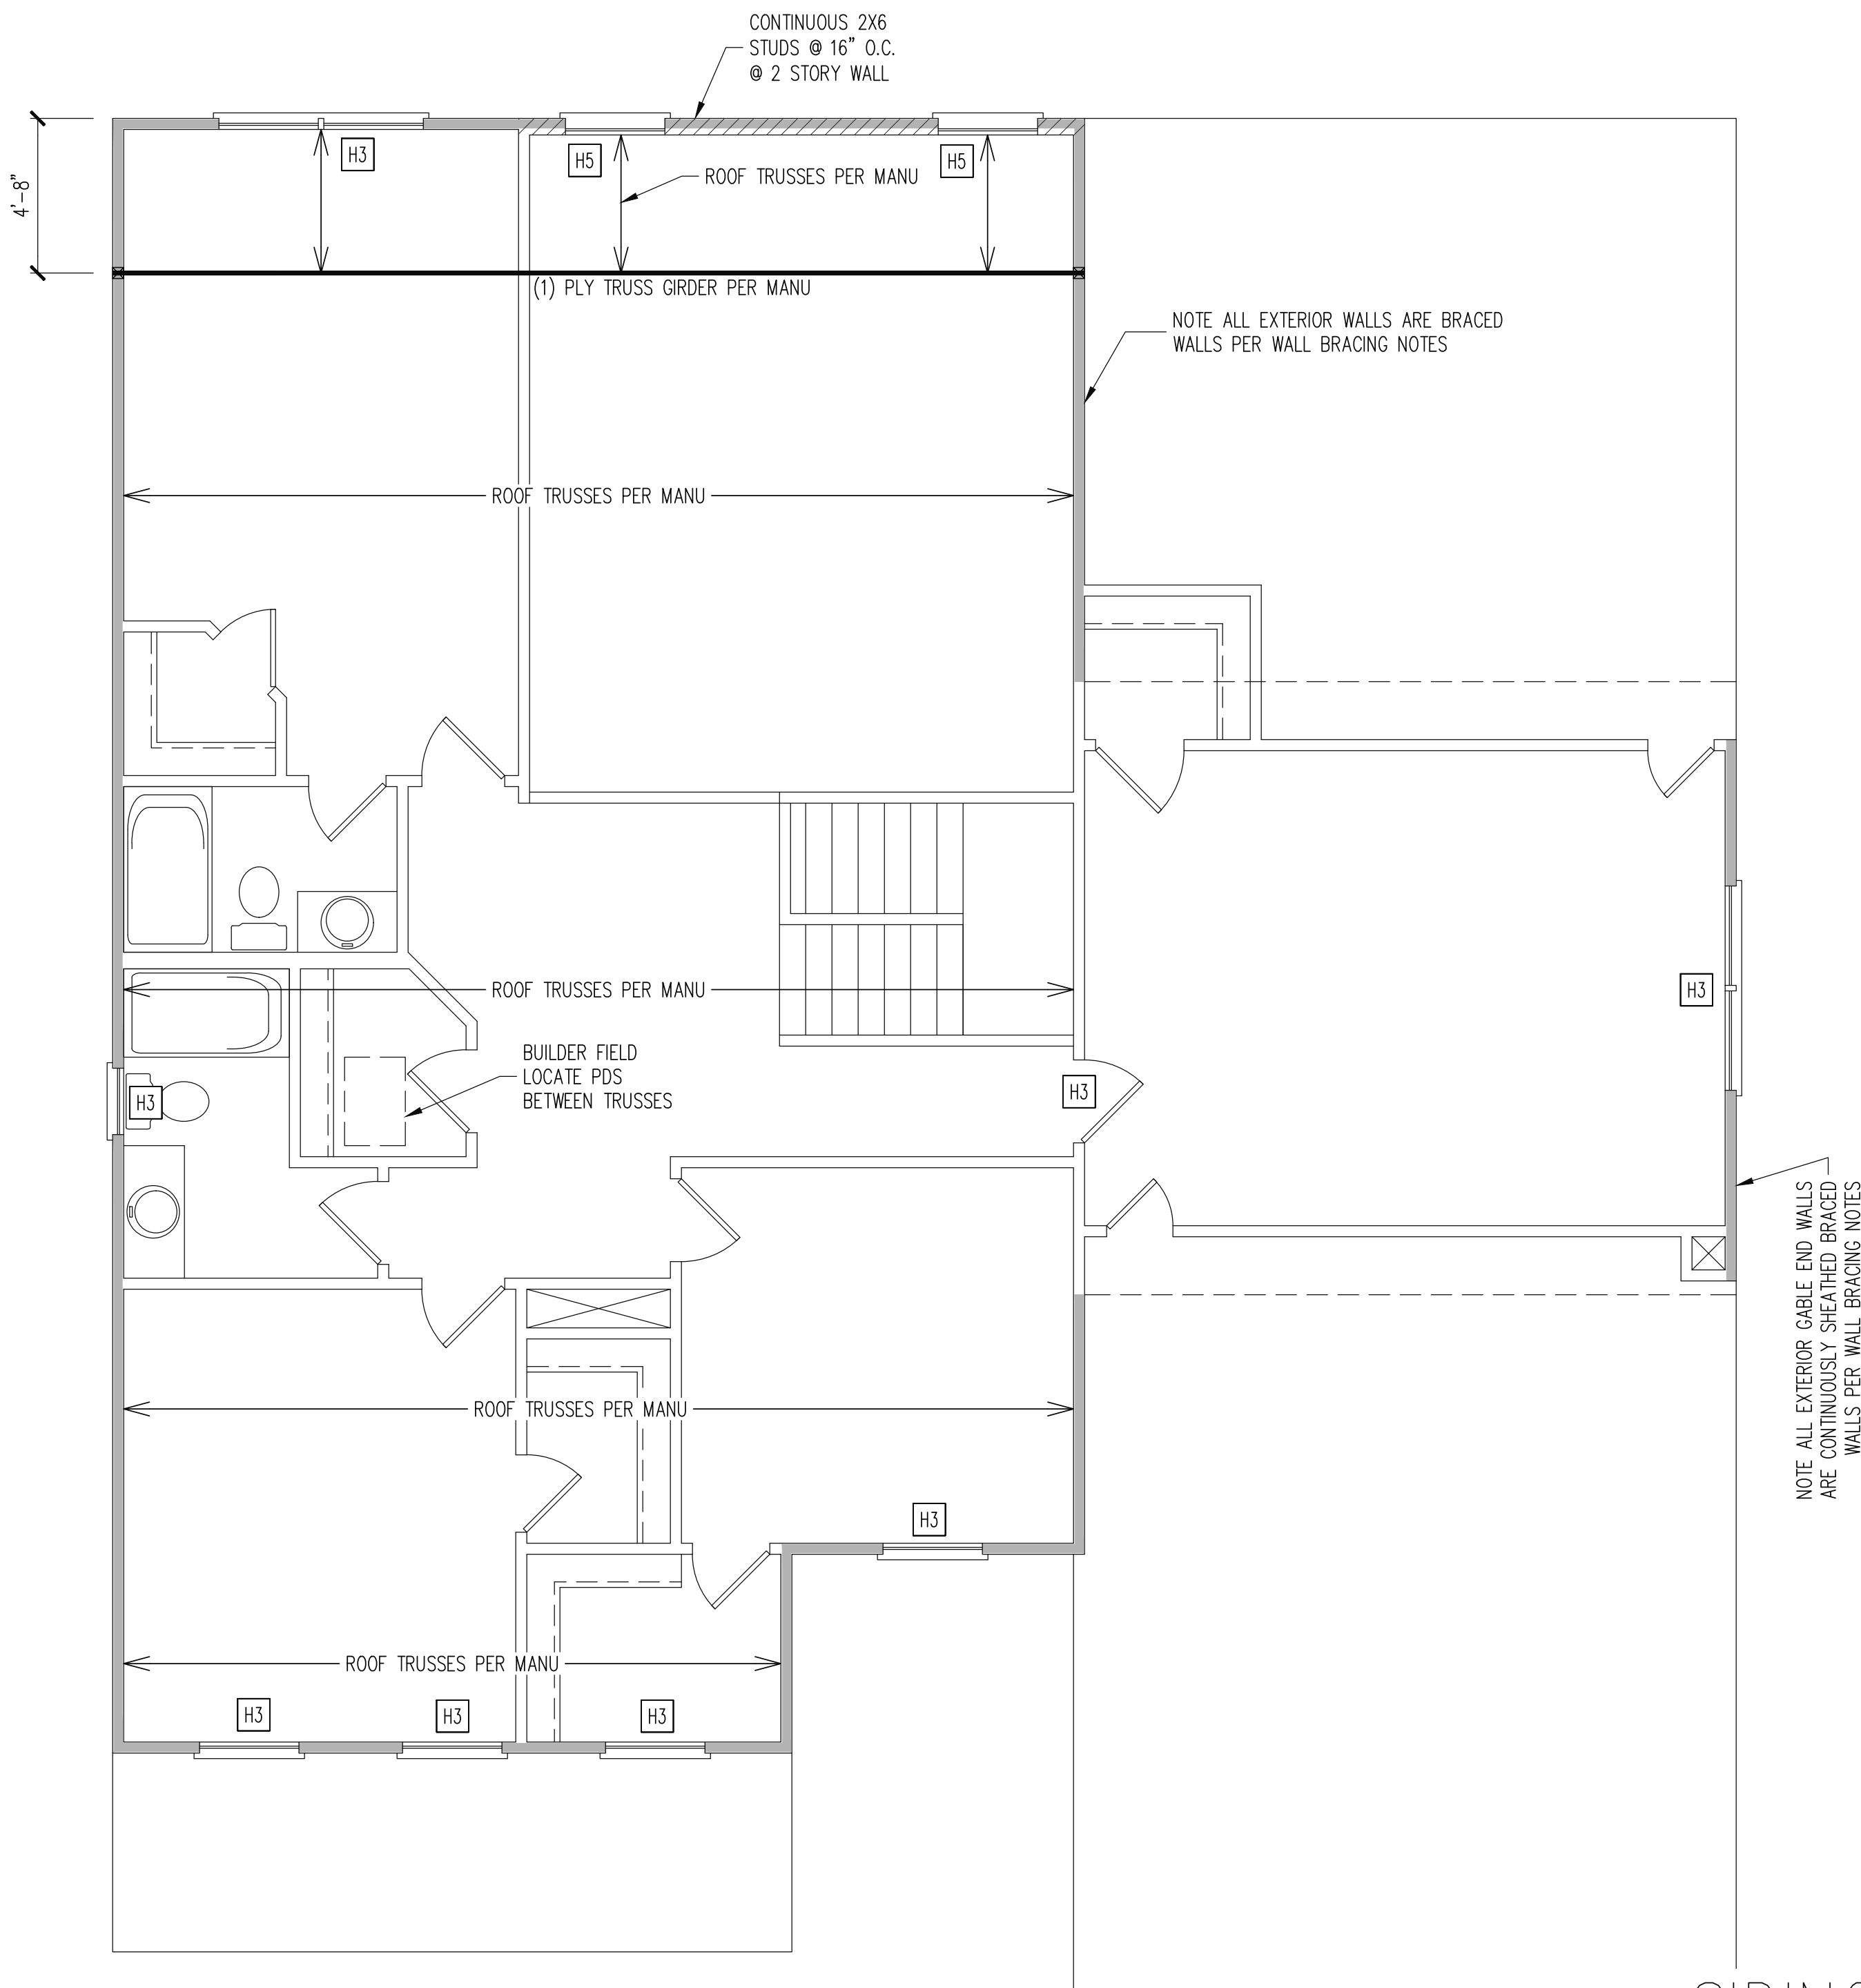 CONTINUOUS 2X6
STUDS @ 16" O.C.
@ 2 STORY WALL
4'-8"
H3
H5
H5
ROOF TRUSSES PER MANU
(1) PLY TRUSS GIRDER PER MANU
NOTE ALL EXTERIOR WALLS ARE BRACED
WALLS PER WALL BRACING NOTES
ROOF TRUSSES PER MANU
ROOF TRUSSES PER MANU
H3
BUILDER FIELD
LOCATE PDS
BETWEEN TRUSSES
H3
H3
NOTE ALL EXTERIOR GABLE END WALLS
ARE CONTINUOUSLY SHEATHED BRACED
WALLS PER WALL BRACING NOTES
ROOF TRUSSES PER MANU
H3
ROOF TRUSSES PER MANU
H3
H3
H3